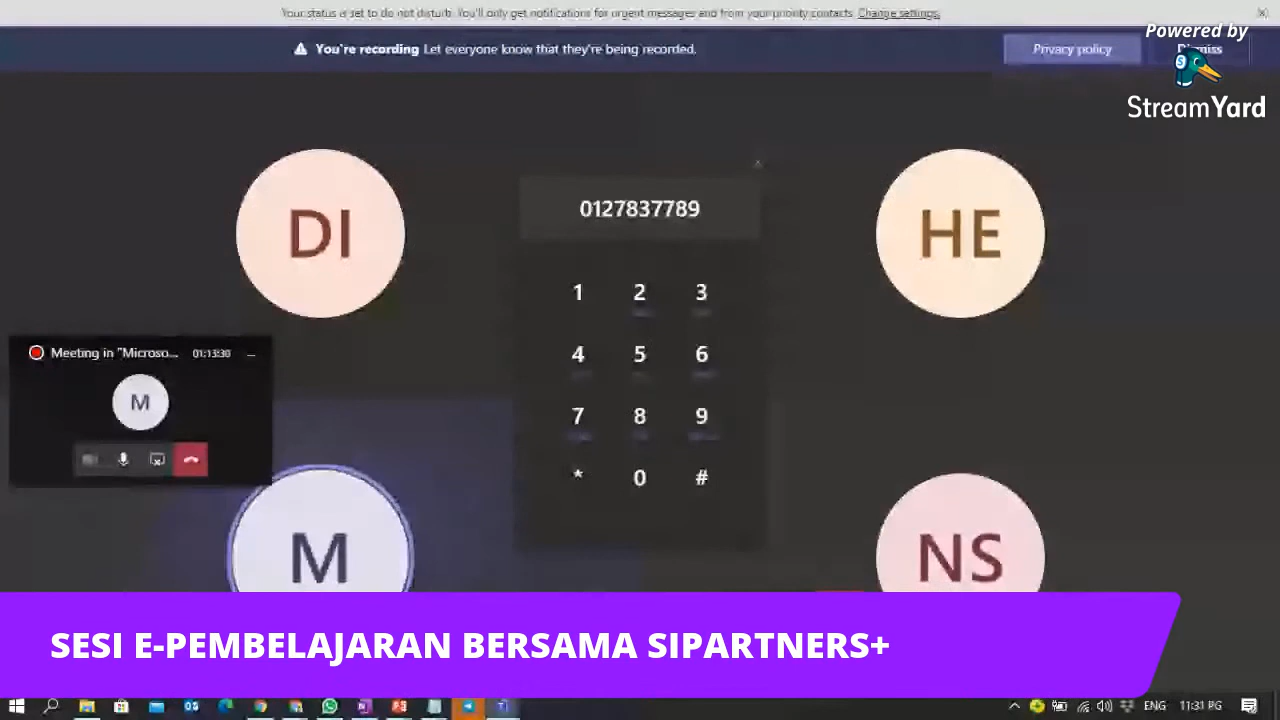 Your status is set to do not disturb. You'll only get notifications for urgent messages and from your priority contacts. Change settings.
You're recording Let everyone know that they're being recorded.
Privacy policy
Dismiss
Powered by
StreamYard
DI
0127837789
HE
1 2 3
4 5 6
7 8 9
* 0 #
Meeting in "Microso... 01:13:30
M
M
NS
SESI E-PEMBELAJARAN BERSAMA SIPARTNERS+
ENG 11:31 PG